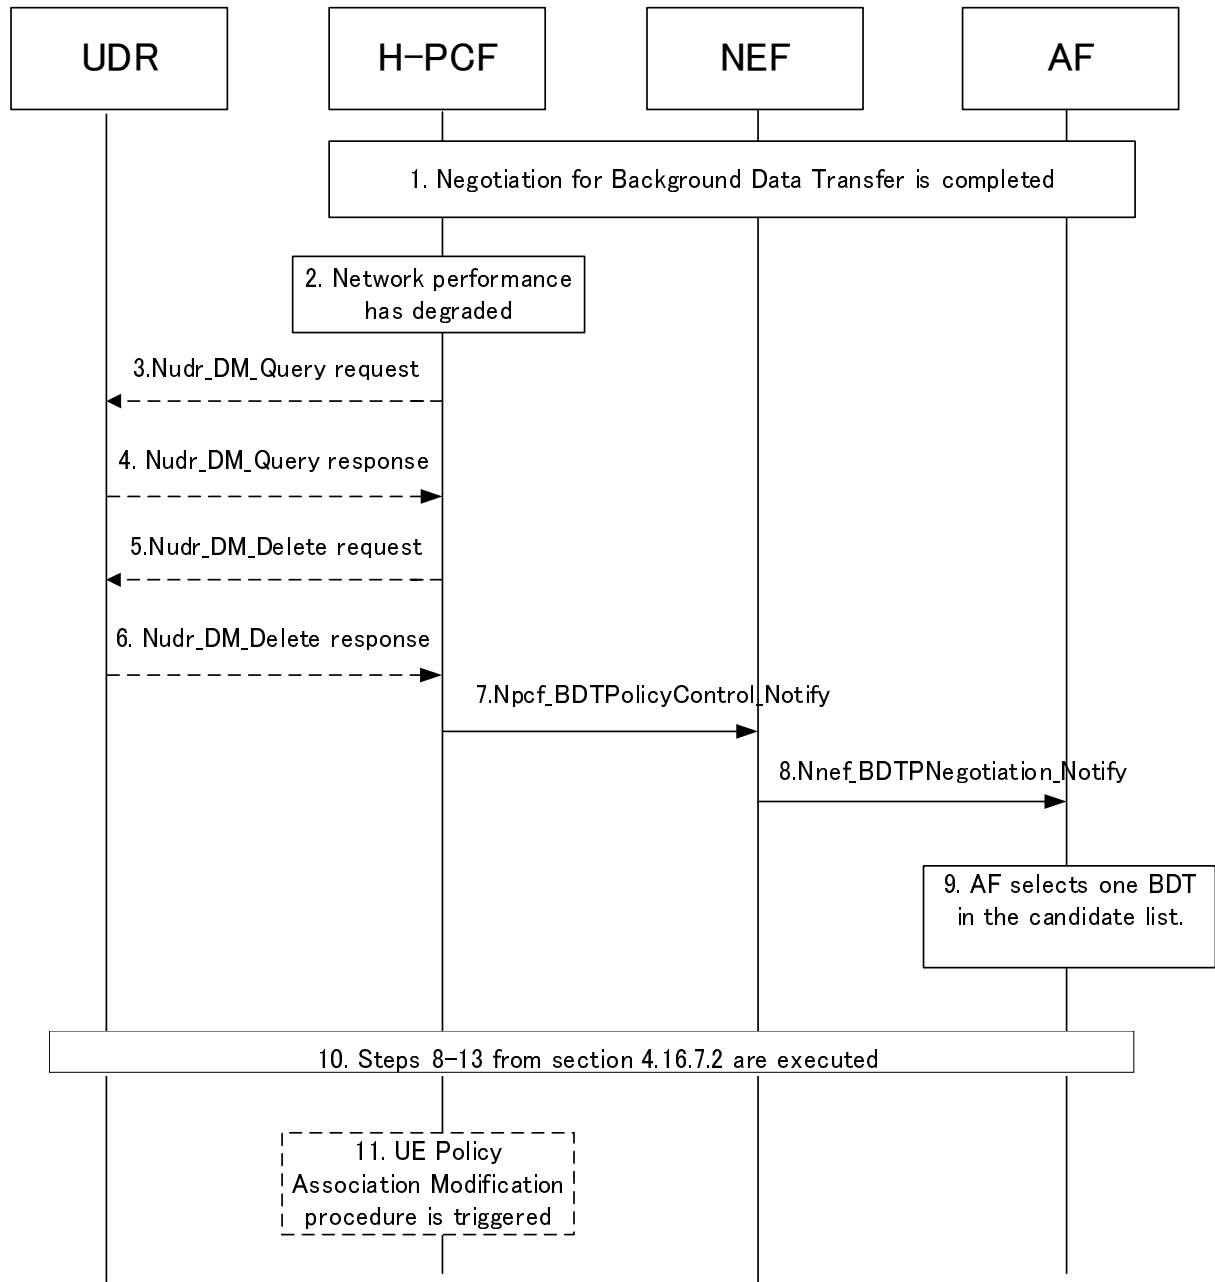 UDR
H-PCF
NEF
AF
1. Negotiation for Background Data Transfer is completed
2. Network performance
has degraded
3.Nudr_DM_Query request
4. Nudr_DM_Query response
5.Nudr_DM_Delete request
6. Nudr_DM_Delete response
7.Npcf_BDTPolicyControl_Notify
8.Nnef_BDTPNegotiation_Notify
9. AF selects one BDT
in the candidate list.
10. Steps 8-13 from section 4.16.7.2 are executed
11. UE Policy
Association Modification
procedure is triggered